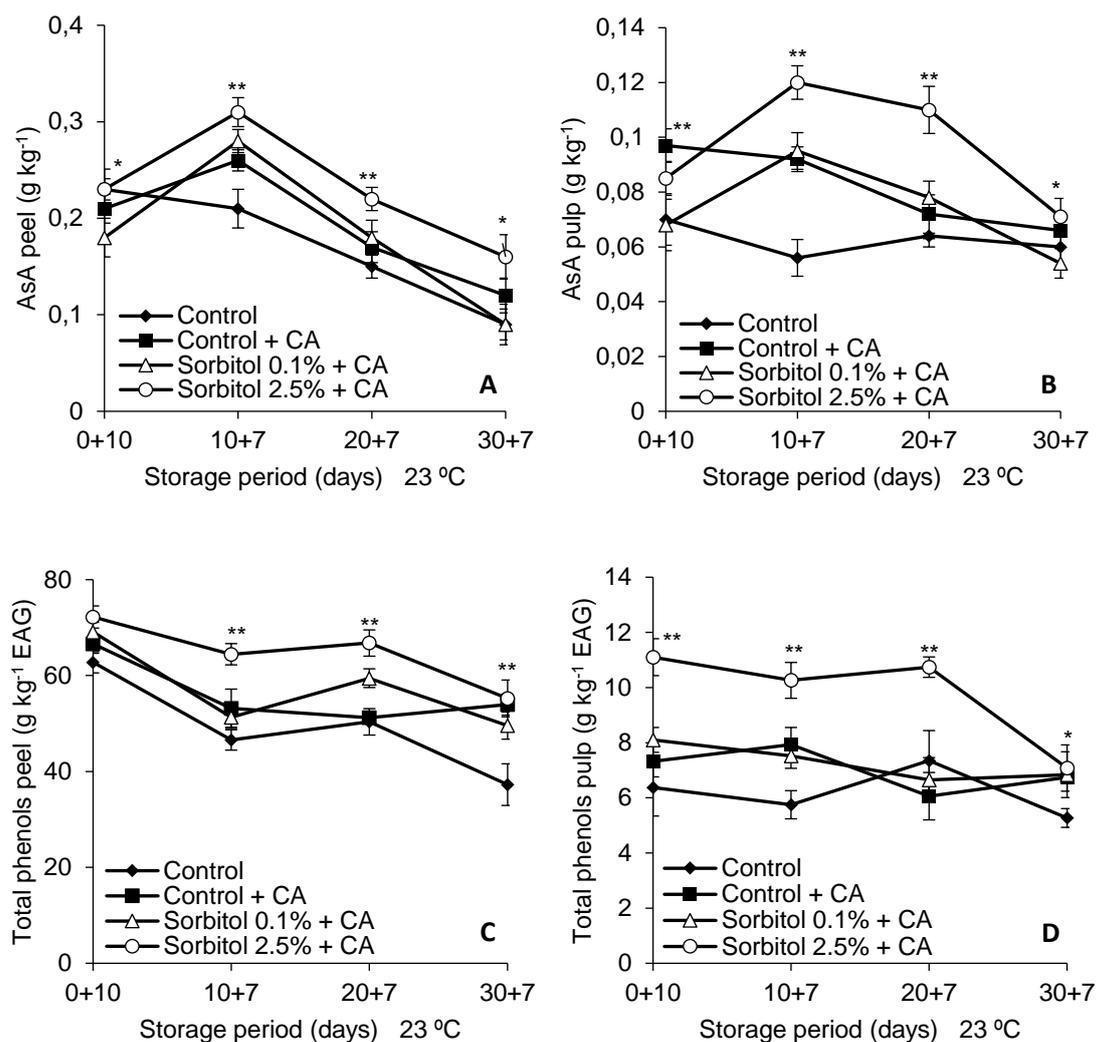 0,4
0,3
0,2
0,1
0
AsA peel (g kg-1)
*
**
**
*
Control
Control + CA
Sorbitol 0.1% + CA
Sorbitol 2.5% + CA
A
0+10 10+7 20+7 30+7
Storage period (days) 23 ºC
0,14
0,12
0,1
0,08
0,06
0,04
0,02
0
AsA pulp (g kg-1)
**
**
**
*
Control
Control + CA
Sorbitol 0.1% + CA
Sorbitol 2.5% + CA
B
0+10 10+7 20+7 30+7
Storage period (days) 23 ºC
80
60
40
20
0
Total phenols peel (g kg-1 EAG)
**
**
**
Control
Control + CA
Sorbitol 0.1% + CA
Sorbitol 2.5% + CA
C
0+10 10+7 20+7 30+7
Storage period (days) 23 ºC
14
12
10
8
6
4
2
0
Total phenols pulp (g kg-1 EAG)
**
**
**
*
Control
Control + CA
Sorbitol 0.1% + CA
Sorbitol 2.5% + CA
D
0+10 10+7 20+7 30+7
Storage period (days) 23 ºC